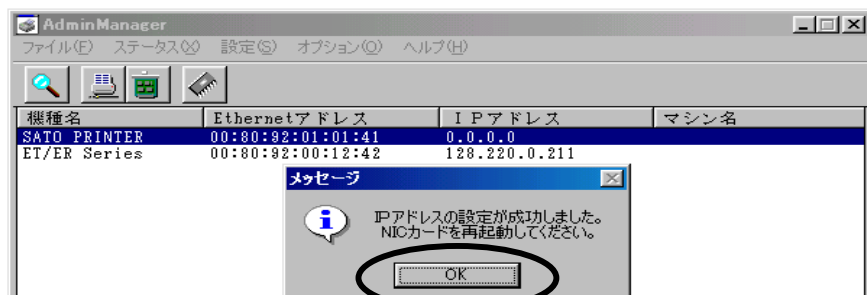 AdminManager
ファイル(F) ステータス(X) 設定(S) オプション(O) ヘルプ(H)
機種名 Ethernetアドレス IPアドレス マシン名
SATO PRINTER 00:80:92:01:01:41 0.0.0.0
ET/ER Series 00:80:92:00:12:42 128.220.0.211
メッセージ
IPアドレスの設定が成功しました。
NICカードを再起動してください。
OK